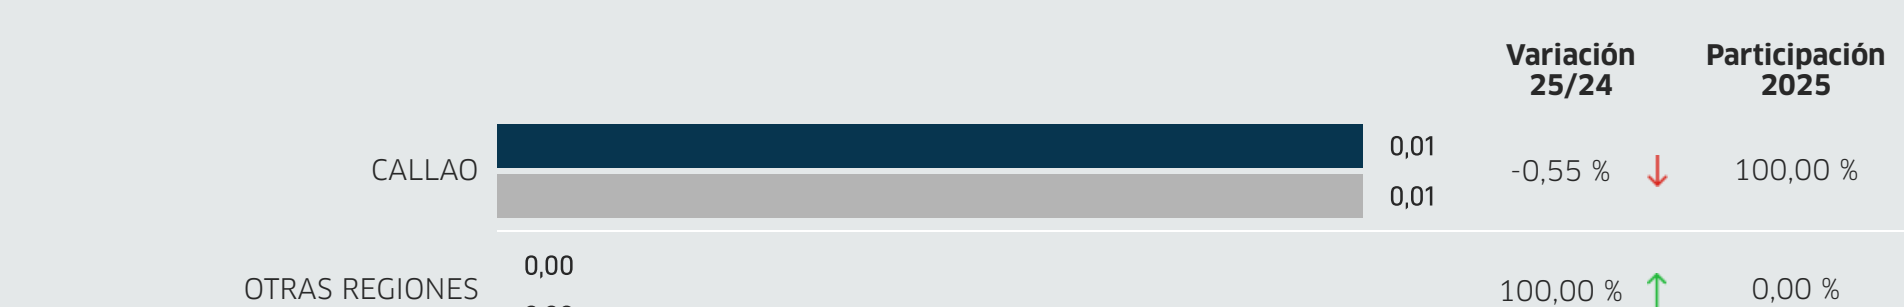 Variación Participación
25/24 2025
CALLAO 0,01 -0,55 % 100,00 %
0,01
0,00
OTRAS REGIONES 100,00 % 0,00 %